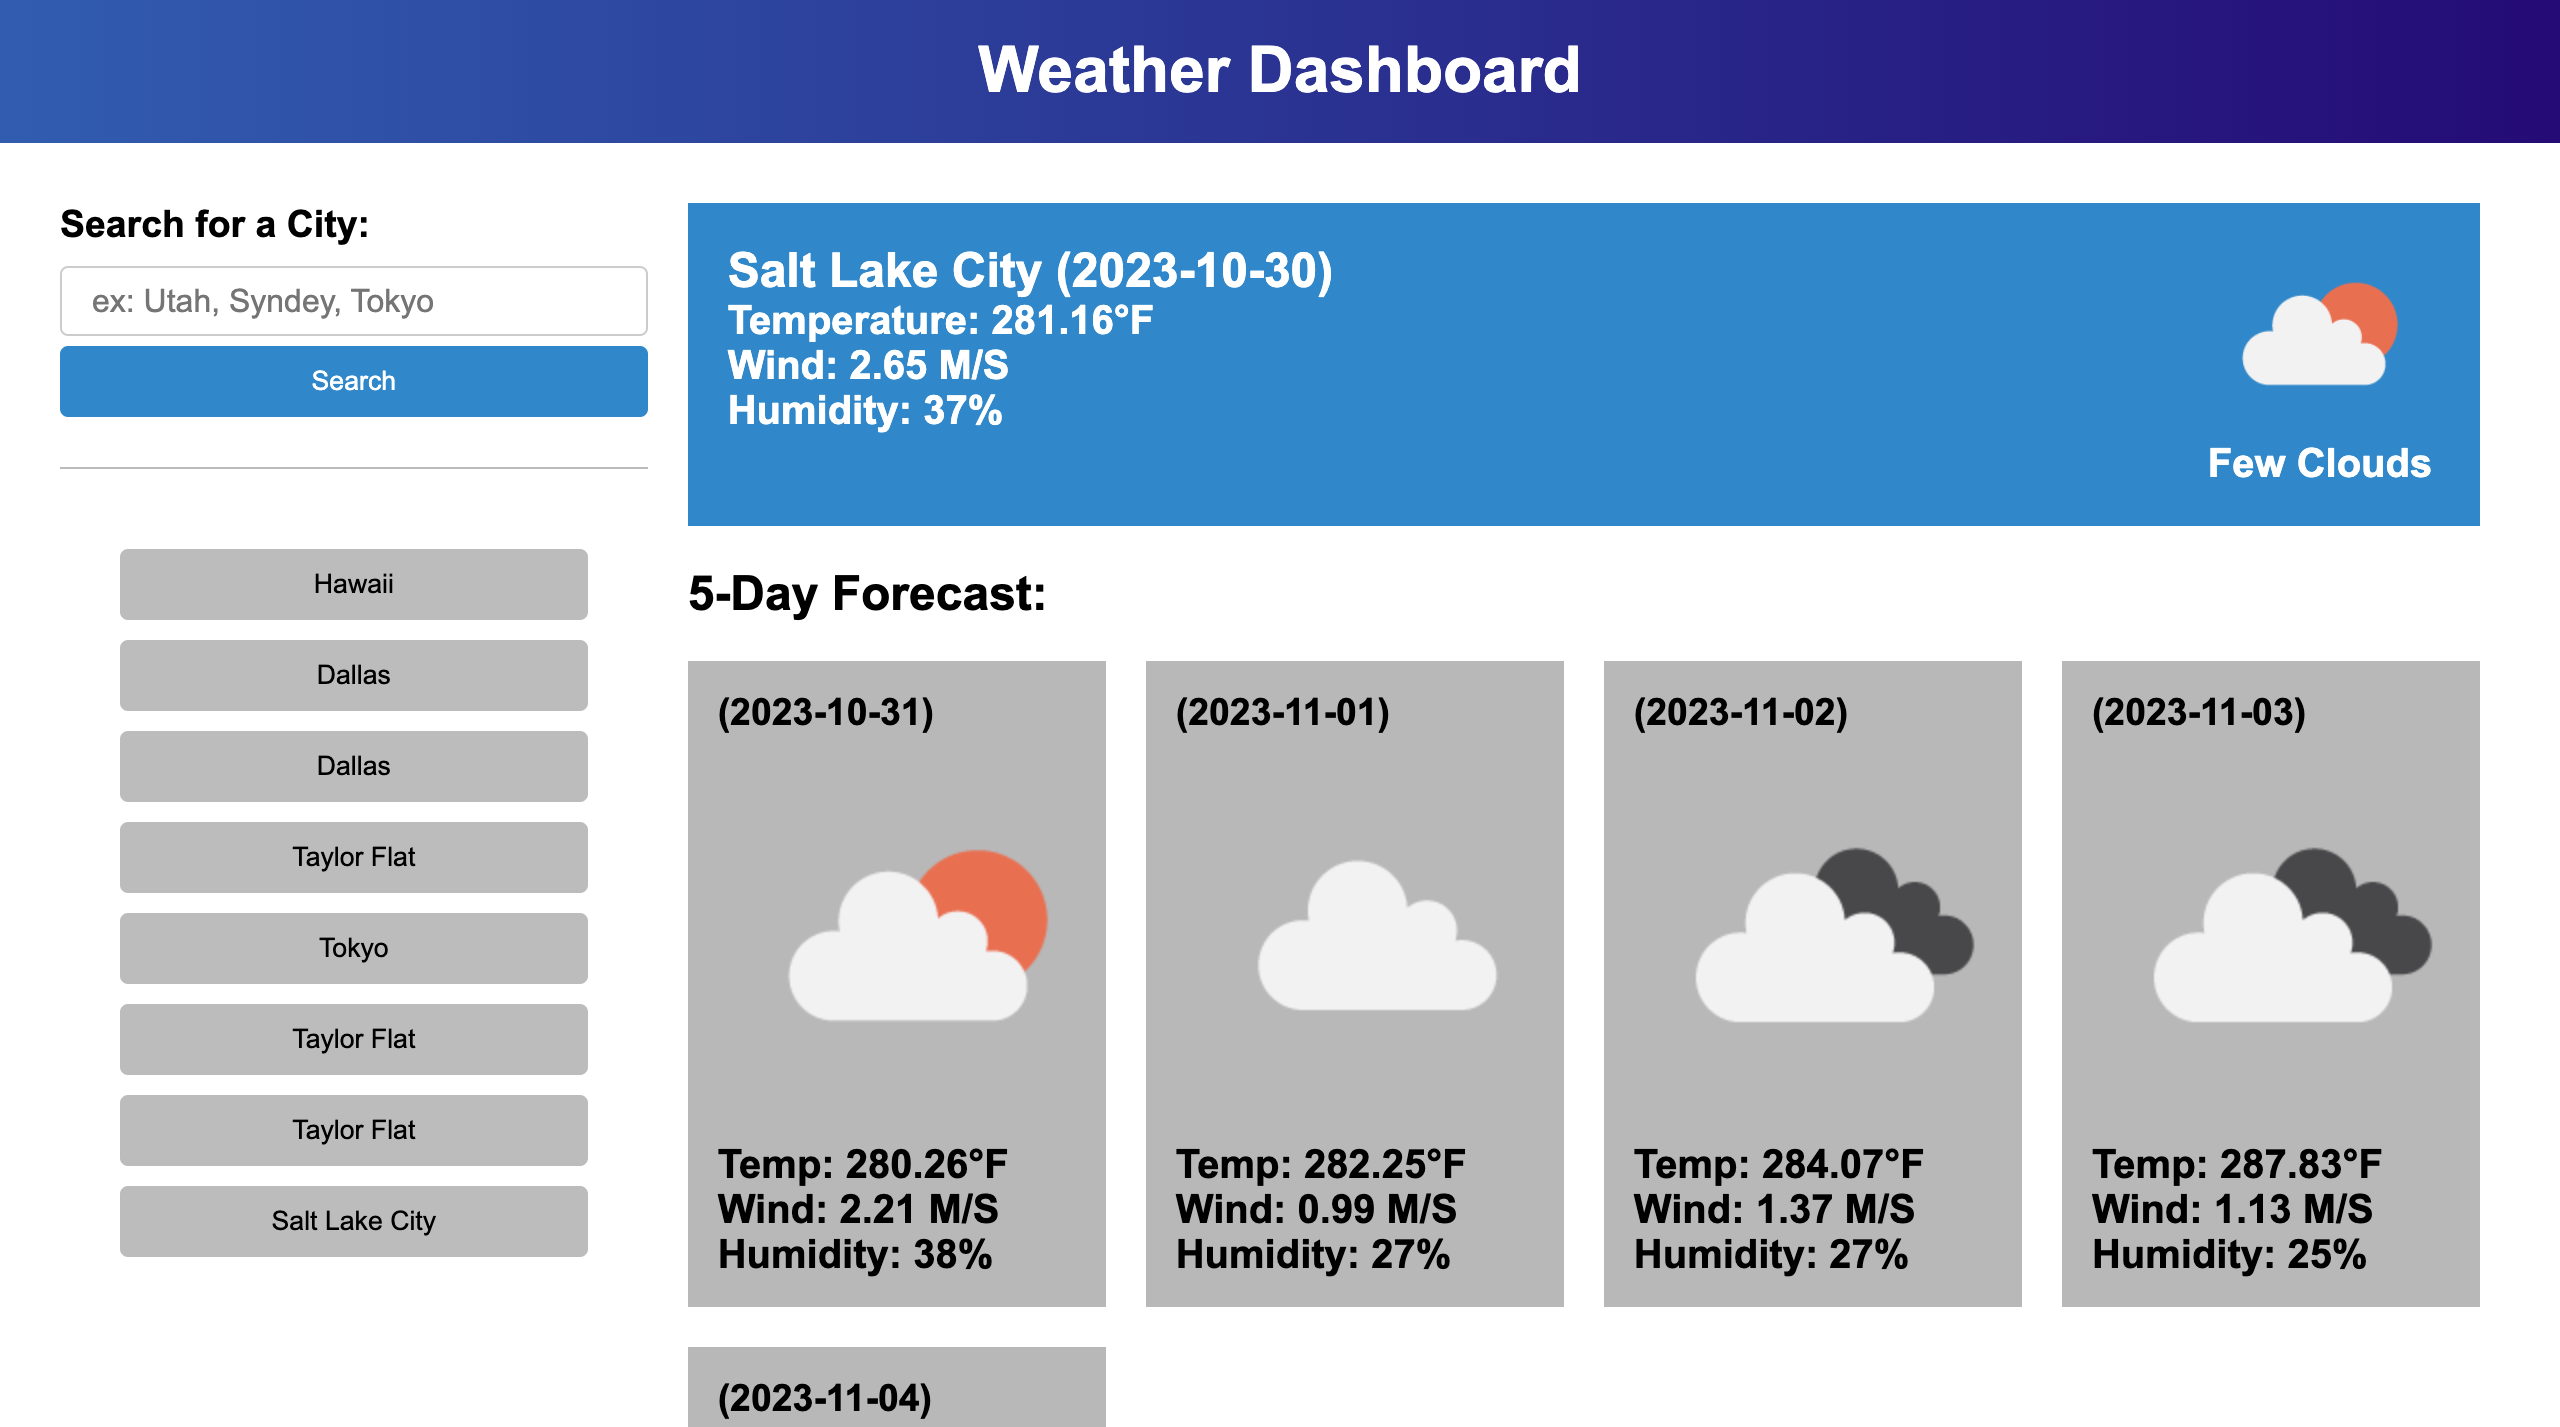 Weather Dashboard
Search for a City:
ex: Utah, Syndey, Tokyo
Search
Hawaii
Dallas
Dallas
Taylor Flat
Tokyo
Taylor Flat
Taylor Flat
Salt Lake City
Salt Lake City (2023-10-30)
Temperature: 281.16°F
Wind: 2.65 M/S
Humidity: 37%
Few Clouds
5-Day Forecast:
(2023-10-31)
Temp: 280.26°F
Wind: 2.21 M/S
Humidity: 38%
(2023-11-01)
Temp: 282.25°F
Wind: 0.99 M/S
Humidity: 27%
(2023-11-02)
Temp: 284.07°F
Wind: 1.37 M/S
Humidity: 27%
(2023-11-03)
Temp: 287.83°F
Wind: 1.13 M/S
Humidity: 25%
(2023-11-04)